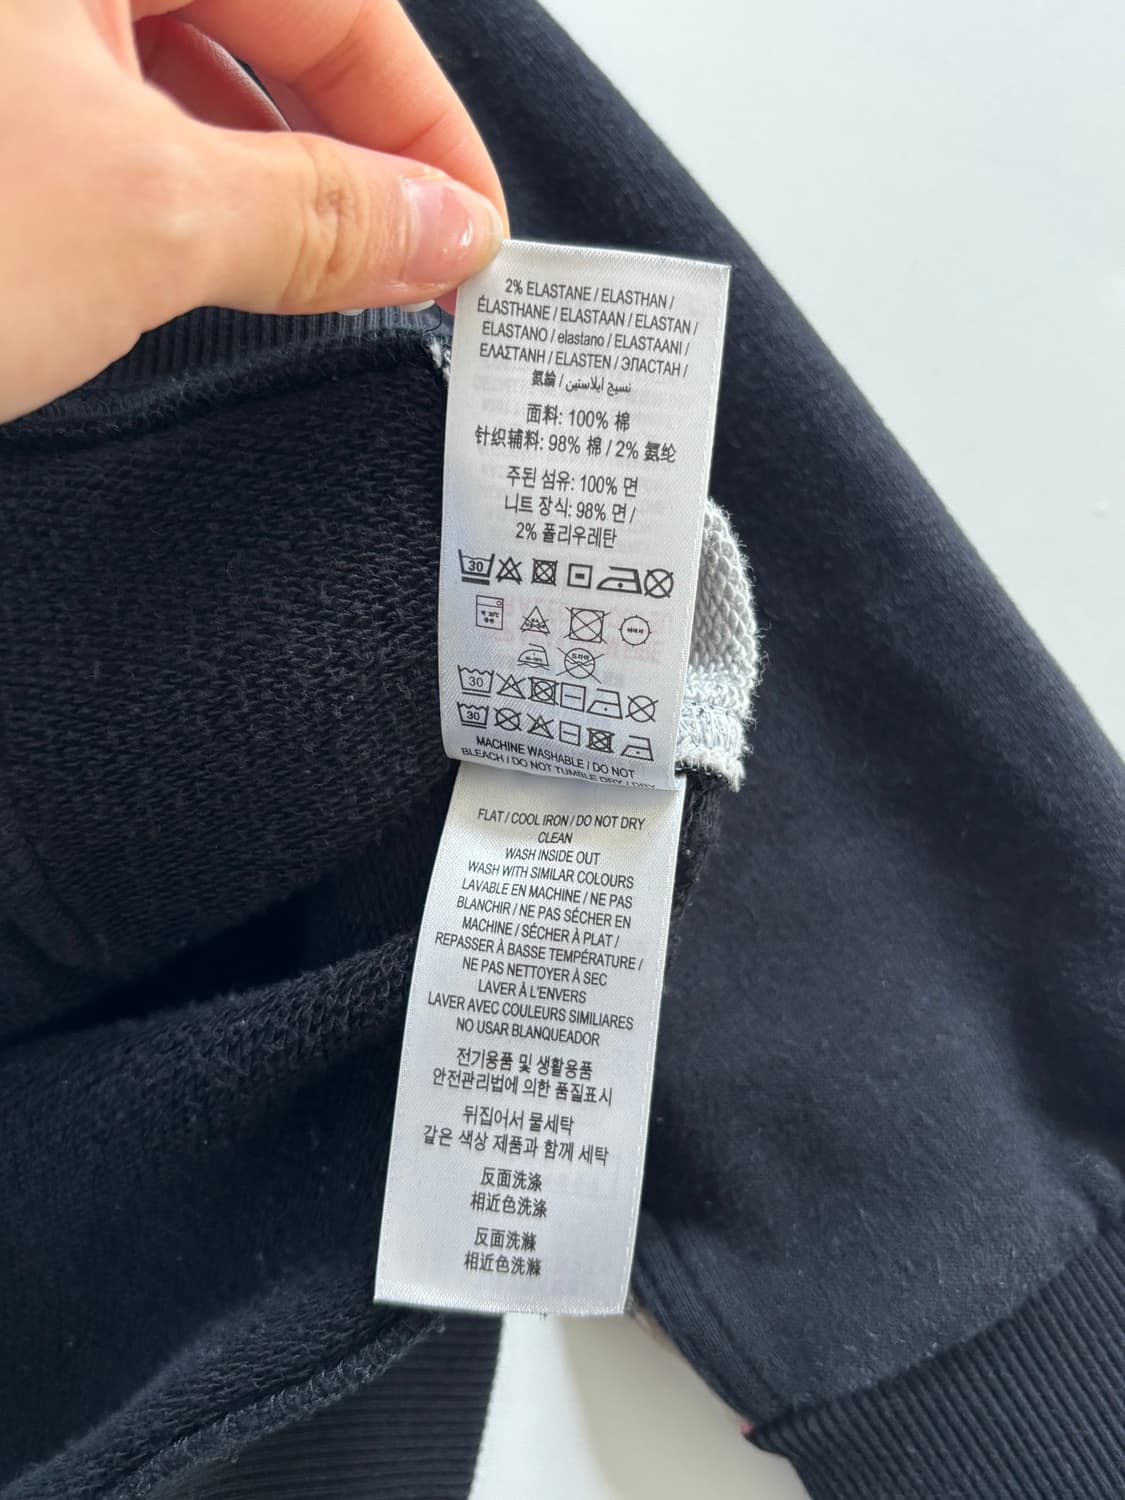 2% ELASTANE / ELASTHAN /
ÉLASTHANE / ELASTAAN / ELASTAN /
ELASTANO / elastano / ELASTAANI /
ΕΛΑΣΤΑΝΗ / ELASTEN / ЭЛАСТАН /
氨綸 / نسيج ايلاستين
面料: 100% 棉
针织辅料: 98% 棉 / 2% 氨纶
주된 섬유: 100% 면
니트 장식: 98% 면 /
2% 폴리우레탄
30
30
30
MACHINE WASHABLE / DO NOT
BLEACH / DO NOT TUMBLE DRY / DRY
FLAT / COOL IRON / DO NOT DRY
CLEAN
WASH INSIDE OUT
WASH WITH SIMILAR COLOURS
LAVABLE EN MACHINE / NE PAS
BLANCHIR / NE PAS SÉCHER EN
MACHINE / SÉCHER À PLAT /
REPASSER À BASSE TEMPÉRATURE /
NE PAS NETTOYER À SEC
LAVER À L'ENVERS
LAVER AVEC COULEURS SIMILIARES
NO USAR BLANQUEADOR
전기용품 및 생활용품
안전관리법에 의한 품질표시
뒤집어서 물세탁
같은 색상 제품과 함께 세탁
反面洗涤
相近色洗涤
反面洗滌
相近色洗滌